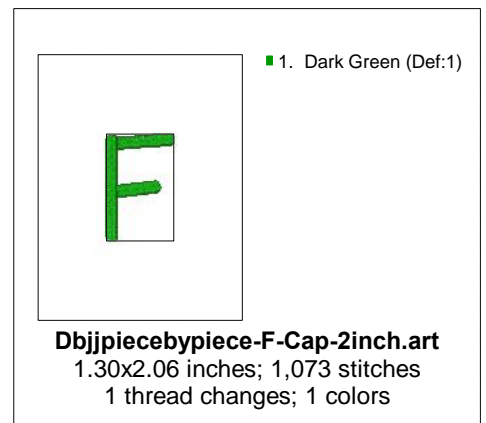 1. Dark Green (Def:1)
F
Dbjjpiecebypiece-F-Cap-2inch.art
1.30x2.06 inches; 1,073 stitches
1 thread changes; 1 colors